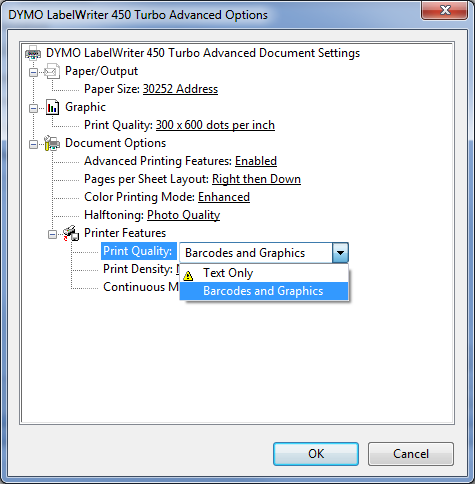 DYMO LabelWriter 450 Turbo Advanced Options
DYMO LabelWriter 450 Turbo Advanced Document Settings
Paper/Output
Paper Size: 30252 Address
Graphic
Print Quality: 300 x 600 dots per inch
Document Options
Advanced Printing Features: Enabled
Pages per Sheet Layout: Right then Down
Color Printing Mode: Enhanced
Halftoning: Photo Quality
Printer Features
Print Quality: Barcodes and Graphics
Print Density:
Text Only
Continuous M
Barcodes and Graphics
OK Cancel